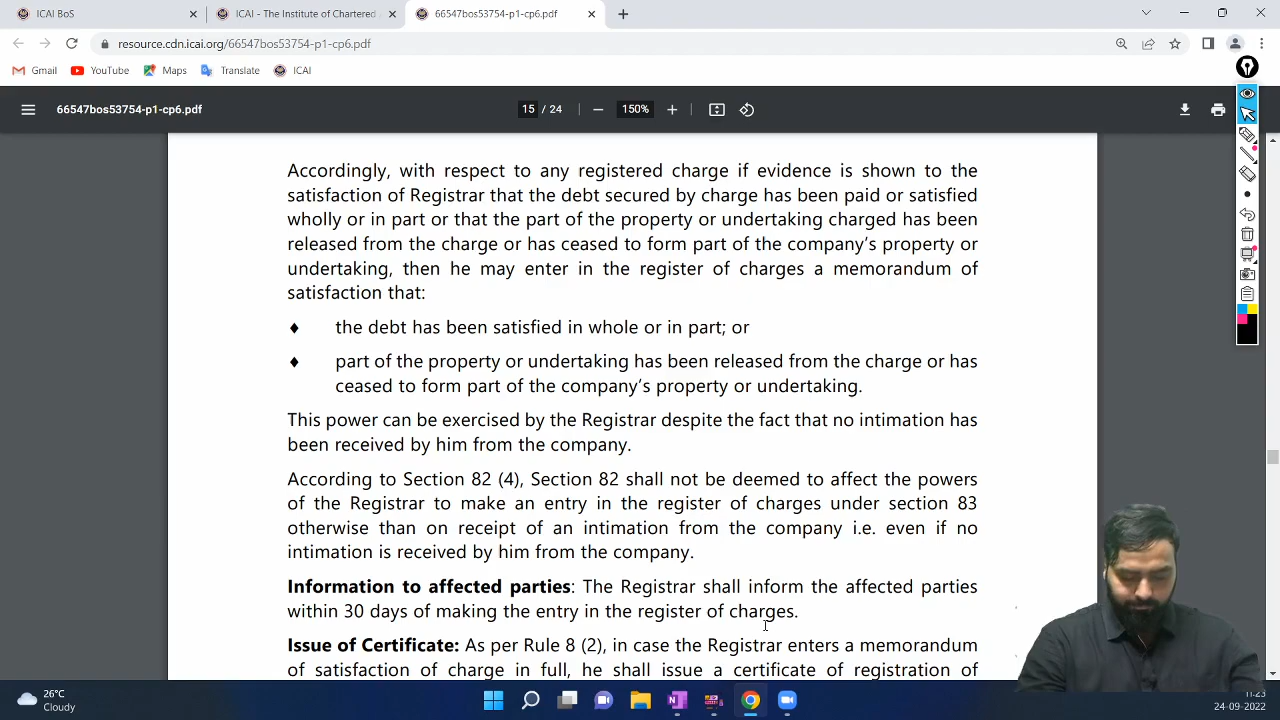 ICAI BoS
ICAI - The Institute of Chartered
66547bos53754-p1-cp6.pdf
resource.cdn.icai.org/66547bos53754-p1-cp6.pdf
Gmail YouTube Maps Translate ICAI
66547bos53754-p1-cp6.pdf
15 / 24
150%
Accordingly, with respect to any registered charge if evidence is shown to the
satisfaction of Registrar that the debt secured by charge has been paid or satisfied
wholly or in part or that the part of the property or undertaking charged has been
released from the charge or has ceased to form part of the company's property or
undertaking, then he may enter in the register of charges a memorandum of
satisfaction that:
♦ the debt has been satisfied in whole or in part; or
♦ part of the property or undertaking has been released from the charge or has
ceased to form part of the company's property or undertaking.
This power can be exercised by the Registrar despite the fact that no intimation has
been received by him from the company.
According to Section 82 (4), Section 82 shall not be deemed to affect the powers
of the Registrar to make an entry in the register of charges under section 83
otherwise than on receipt of an intimation from the company i.e. even if no
intimation is received by him from the company.
Information to affected parties: The Registrar shall inform the affected parties
within 30 days of making the entry in the register of charges.
Issue of Certificate: As per Rule 8 (2), in case the Registrar enters a memorandum
of satisfaction of charge in full, he shall issue a certificate of registration of
26°C
Cloudy
11:23
24-09-2022